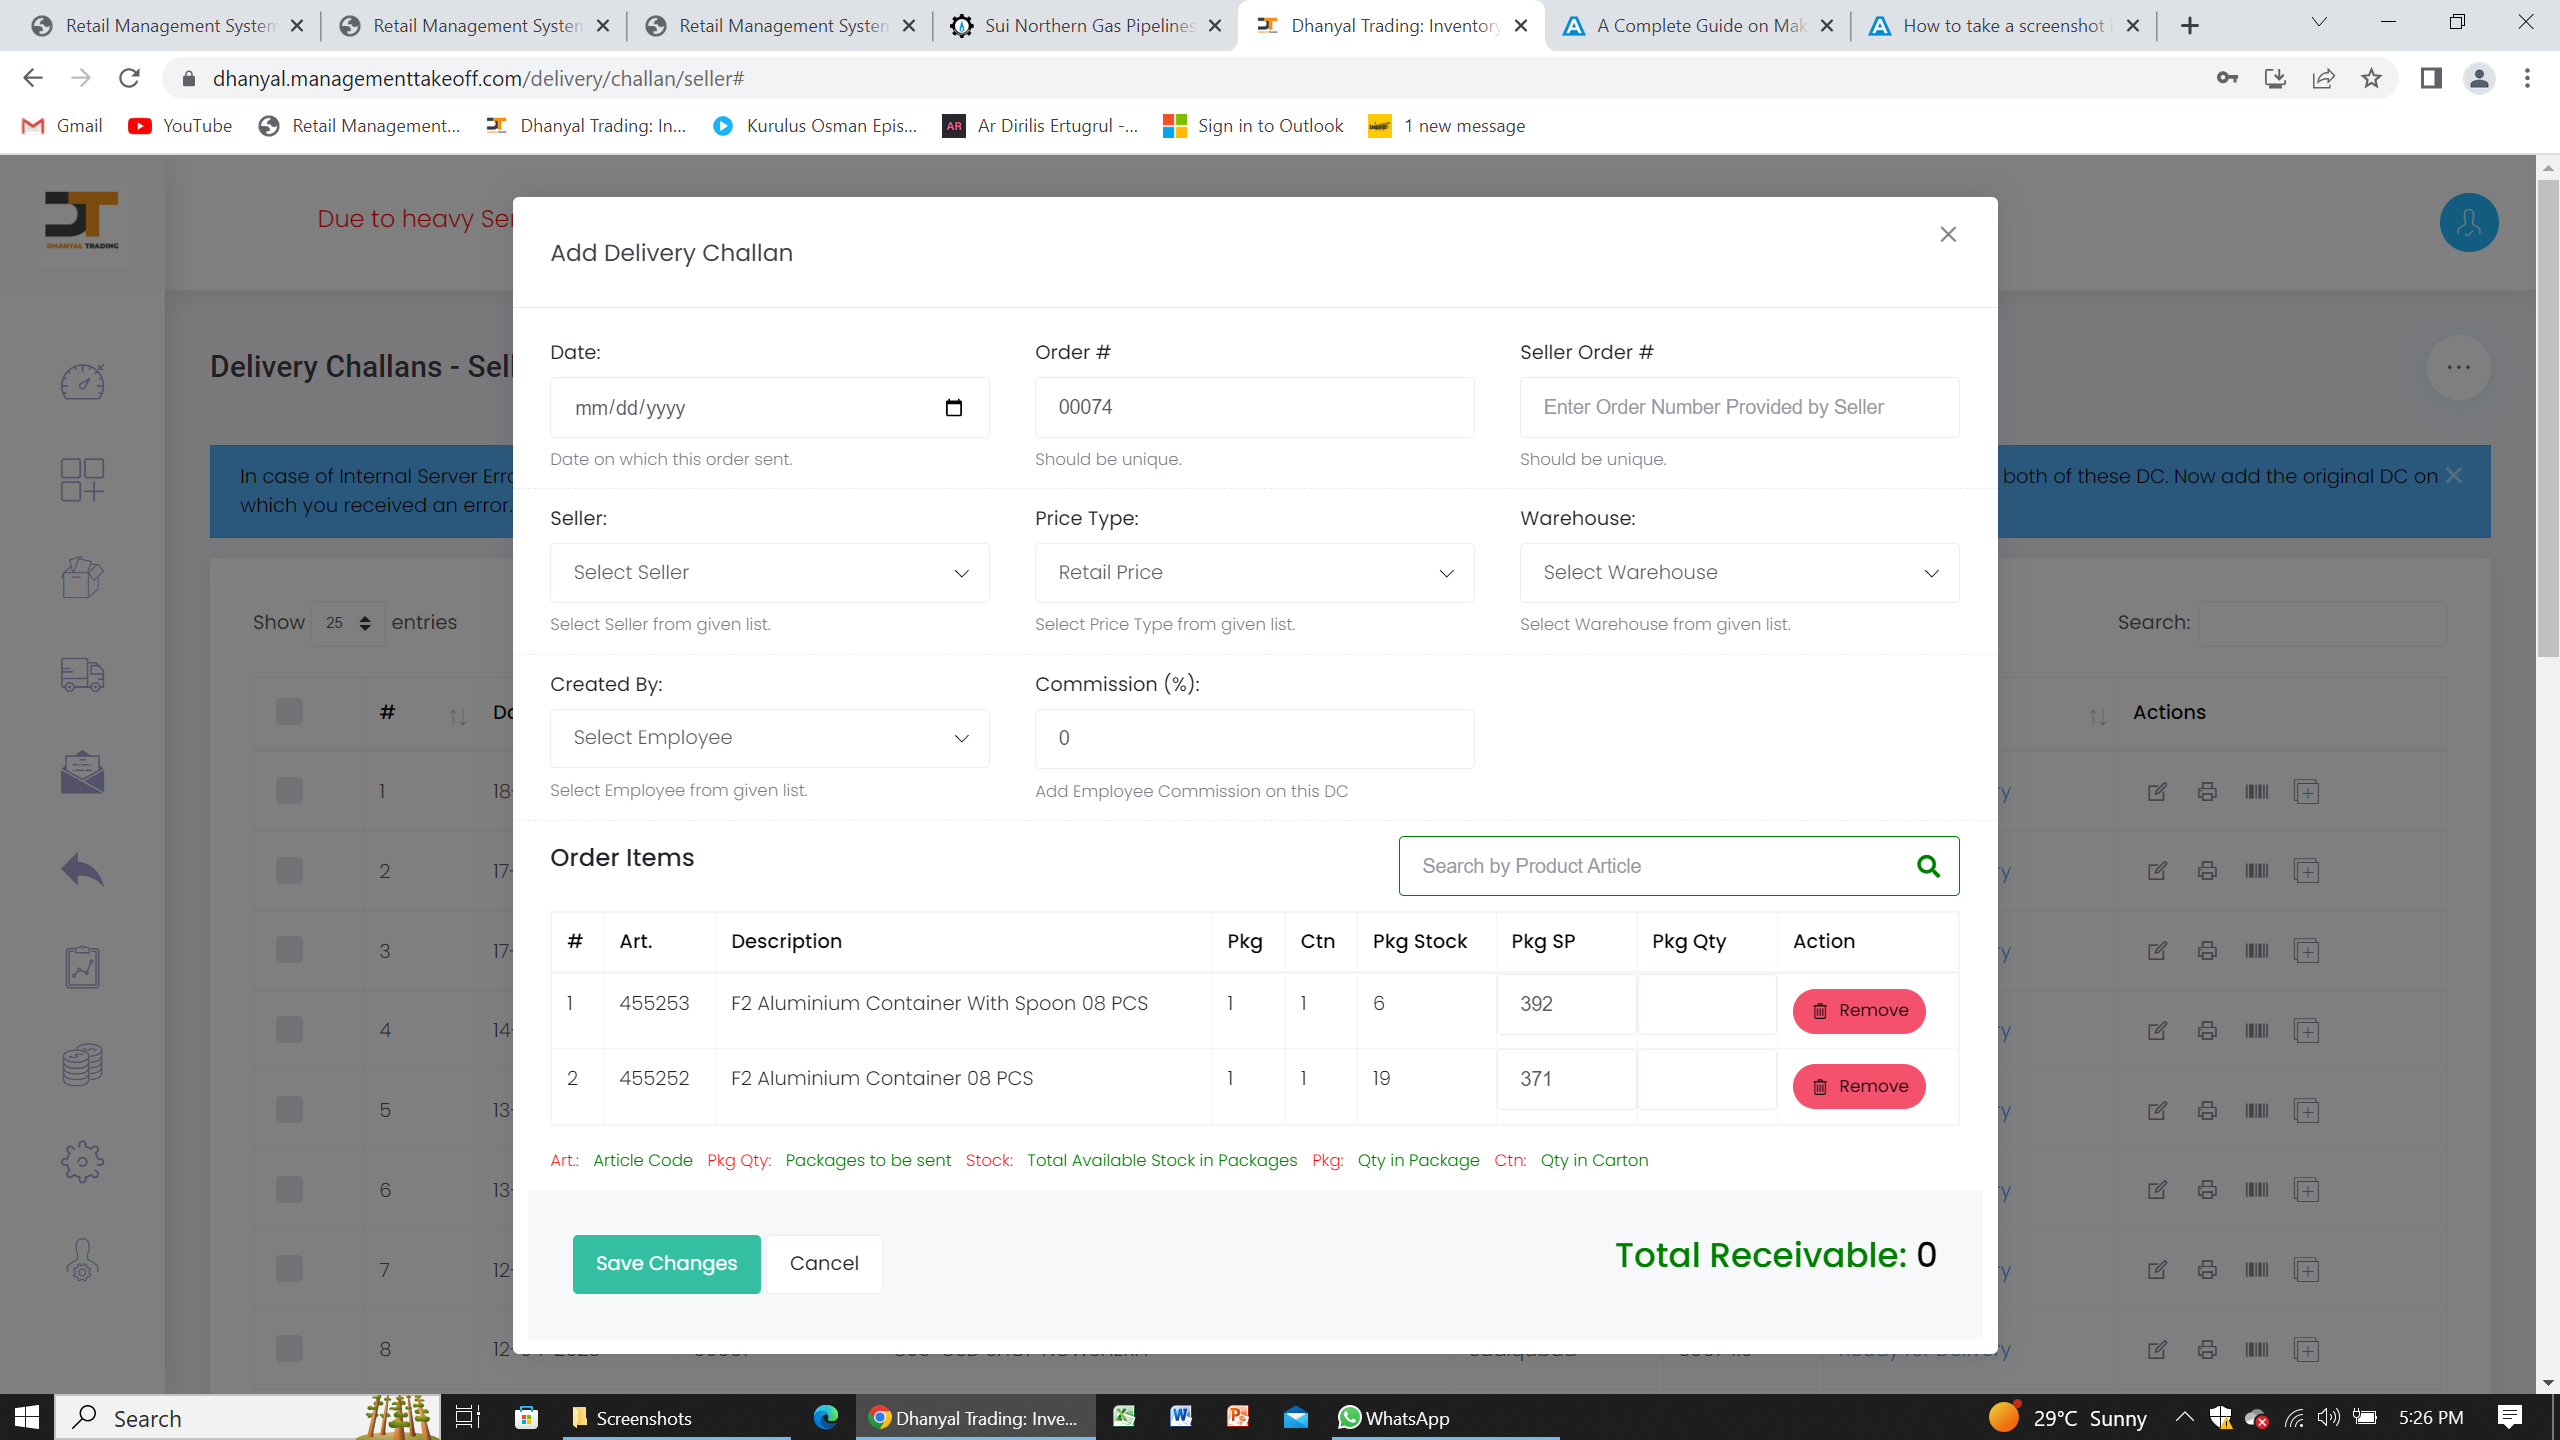 Retail Management System
Retail Management System
Retail Management System
Sui Northern Gas Pipelines
Dhanyal Trading: Inventory
A Complete Guide on Mak
How to take a screenshot i
dhanyal.managementtakeoff.com/delivery/challan/seller#
Gmail
YouTube
Retail Management...
Dhanyal Trading: In...
Kurulus Osman Epis...
AR
Ar Dirilis Ertugrul -...
Sign in to Outlook
1 new message
DHANYAL TRADING
Due to heavy Ser
Add Delivery Challan
Delivery Challans - Sell
Date:
Order #
Seller Order #
mm/dd/yyyy
00074
Enter Order Number Provided by Seller
Date on which this order sent.
Should be unique.
Should be unique.
In case of Internal Server Erro
both of these DC. Now add the original DC on
which you received an error.
Seller:
Price Type:
Warehouse:
Select Seller
Retail Price
Select Warehouse
Select Seller from given list.
Select Price Type from given list.
Select Warehouse from given list.
Show 25 entries
Search:
Created By:
Commission (%):
Select Employee
0
Select Employee from given list.
Add Employee Commission on this DC
# Da
Actions
1 18-
2 17-
3 17-
4 14-
5 13-
6 13-
7 12-
8 12-
Order Items
Search by Product Article
# Art. Description Pkg Ctn Pkg Stock Pkg SP Pkg Qty Action
1 455253 F2 Aluminium Container With Spoon 08 PCS 1 1 6 392 Remove
2 455252 F2 Aluminium Container 08 PCS 1 1 19 371 Remove
Art.: Article Code Pkg Qty: Packages to be sent Stock: Total Available Stock in Packages Pkg: Qty in Package Ctn: Qty in Carton
Save Changes
Cancel
Total Receivable: 0
Search
Screenshots
Dhanyal Trading: Inve...
WhatsApp
29°C Sunny
5:26 PM